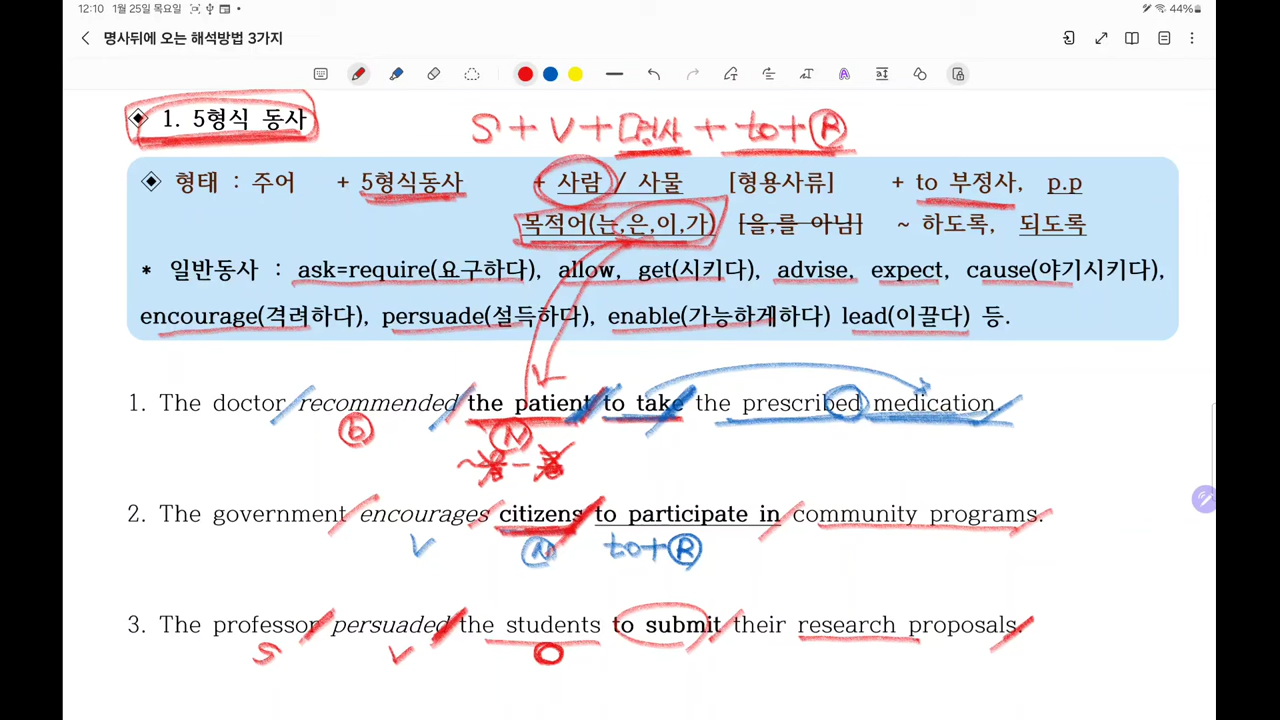 12:10 1월 25일 목요일 44%
명사뒤에 오는 해석방법 3가지
◈ 1. 5형식 동사
S + V + 명사 + to + R
◈ 형태 : 주어 + 5형식동사 + 사람 / 사물 [형용사류] + to 부정사, p.p
목적어(는,은,이,가) [을,를 아님] ~ 하도록, 되도록
* 일반동사 : ask=require(요구하다), allow, get(시키다), advise, expect, cause(야기시키다),
encourage(격려하다), persuade(설득하다), enable(가능하게하다) lead(이끌다) 등.
1. The doctor recommended the patient to take the prescribed medication.
6 N
2. The government encourages citizens to participate in community programs.
V N to+R
3. The professor persuaded the students to submit their research proposals.
S V O